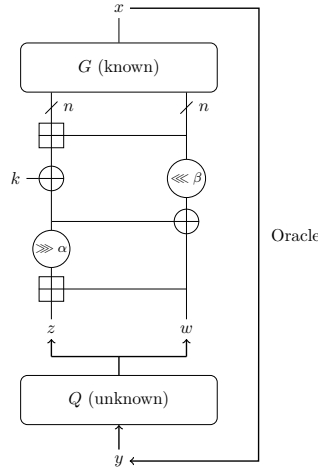 x
G (known)
n n
k ⋘ β
⋙ α
Oracle
z w
Q (unknown)
y